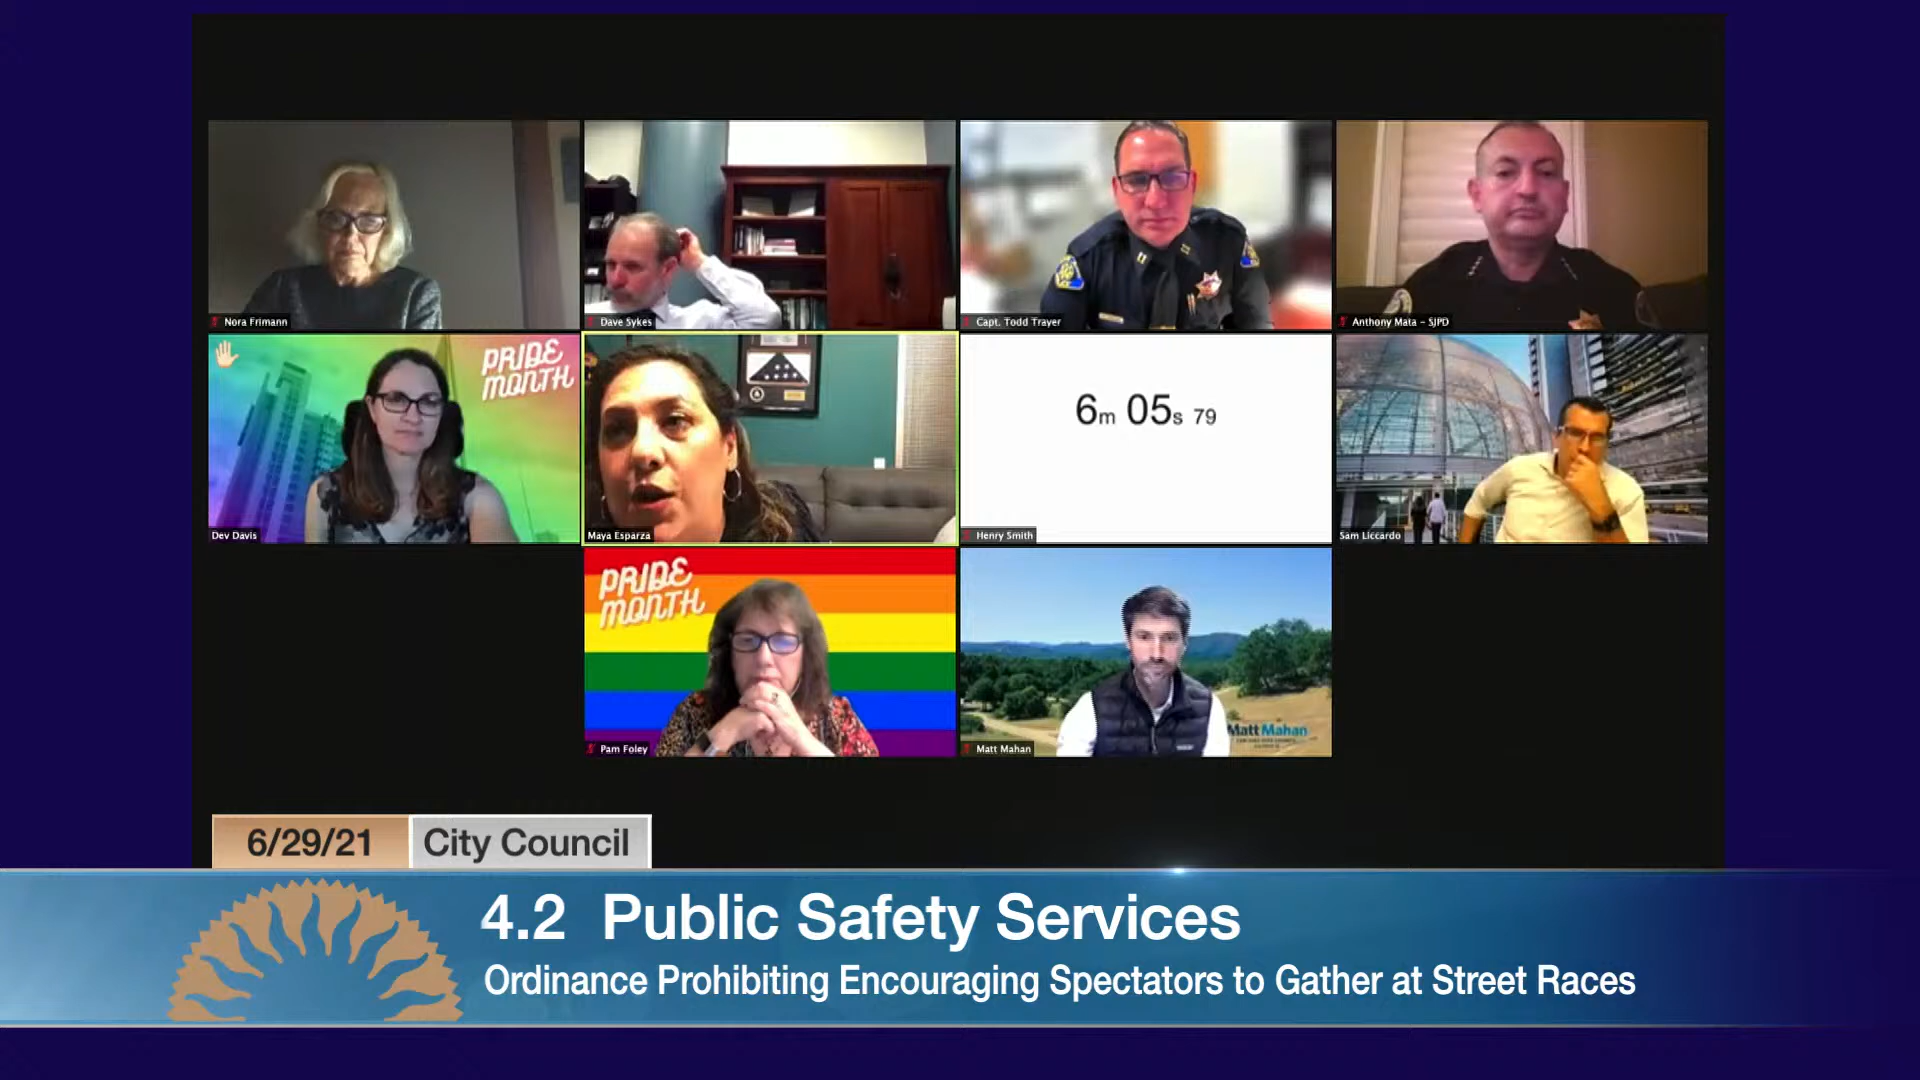 Nora Frimann
Dave Sykes
Capt. Todd Trayer
Anthony Mata - SJPD
PRIDE
MONTH
Dev Davis
Maya Esparza
6m 05s 79
Henry Smith
Sam Liccardo
PRIDE
MONTH
Pam Foley
Matt Mahan
Matt Mahan
6/29/21
City Council
4.2 Public Safety Services
Ordinance Prohibiting Encouraging Spectators to Gather at Street Races